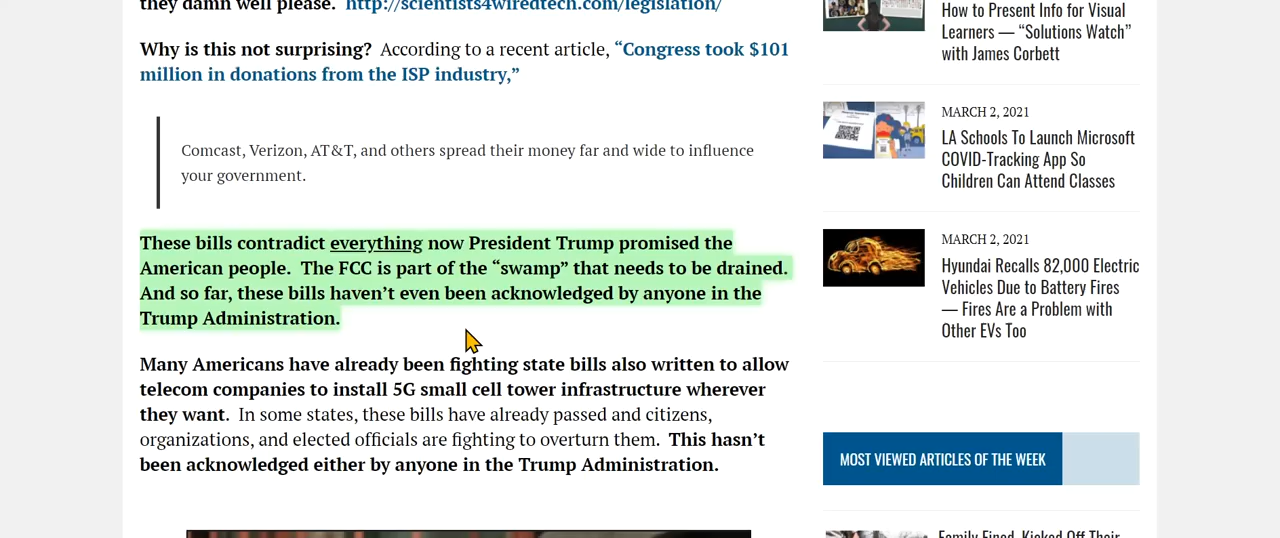 they damn well please.  http://scientists4wiredtech.com/legislation/
Why is this not surprising?  According to a recent article, “Congress took $101
million in donations from the ISP industry,”
Comcast, Verizon, AT&T, and others spread their money far and wide to influence
your government.
These bills contradict everything now President Trump promised the
American people.  The FCC is part of the “swamp” that needs to be drained.
And so far, these bills haven’t even been acknowledged by anyone in the
Trump Administration.
Many Americans have already been fighting state bills also written to allow
telecom companies to install 5G small cell tower infrastructure wherever
they want.  In some states, these bills have already passed and citizens,
organizations, and elected officials are fighting to overturn them.  This hasn’t
been acknowledged either by anyone in the Trump Administration.
How to Present Info for Visual
Learners — “Solutions Watch”
with James Corbett
MARCH 2, 2021
LA Schools To Launch Microsoft
COVID-Tracking App So
Children Can Attend Classes
MARCH 2, 2021
Hyundai Recalls 82,000 Electric
Vehicles Due to Battery Fires
— Fires Are a Problem with
Other EVs Too
MOST VIEWED ARTICLES OF THE WEEK
Family Fined, Kicked Off Their